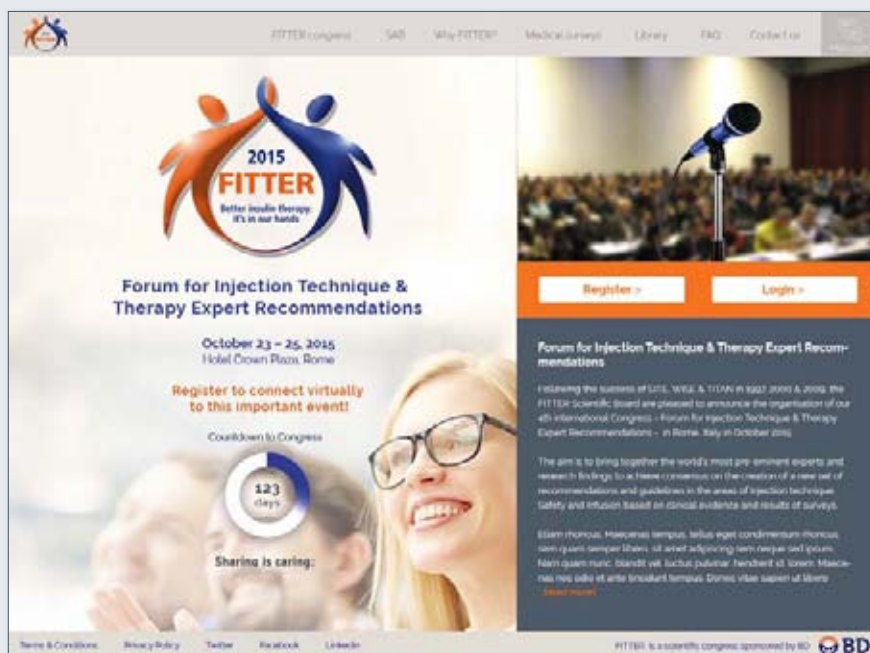 FITTER
FITTER congress
SAB
Why FITTER?
Medical surveys
Library
FAQ
Contact us
2015
FITTER
Better insulin therapy:
it's in our hands
Forum for Injection Technique &
Therapy Expert Recommendations
October 23 – 25, 2015
Hotel Crown Plaza, Rome
Register to connect virtually
to this important event!
Countdown to Congress
123
days
Sharing is caring:
Register >
Login >
Forum for Injection Technique & Therapy Expert Recom-
mendations
Following the success of SITE, WISE & TITAN in 1997, 2000 & 2009, the
FITTER Scientific Board are pleased to announce the organisation of our
4th international Congress – Forum for Injection Technique & Therapy
Expert Recommendations – in Rome, Italy in October 2015
The aim is to bring together the world's most pre-eminent experts and
research findings to achieve consensus on the creation of a new set of
recommendations and guidelines in the areas of injection technique,
Safety and Infusion based on clinical evidence and results of surveys.
Etiam rhoncus. Maecenas tempus, tellus eget condimentum rhoncus,
sem quam semper libero, sit amet adipiscing sem neque sed ipsum.
Nam quam nunc, blandit vel, luctus pulvinar, hendrerit id, lorem. Maece-
nas nec odio et ante tincidunt tempus. Donec vitae sapien ut libero
Read more
Terms & Conditions
Privacy Policy
Twitter
Facebook
LinkedIn
FITTER is a scientific congress sponsored by BD
BD